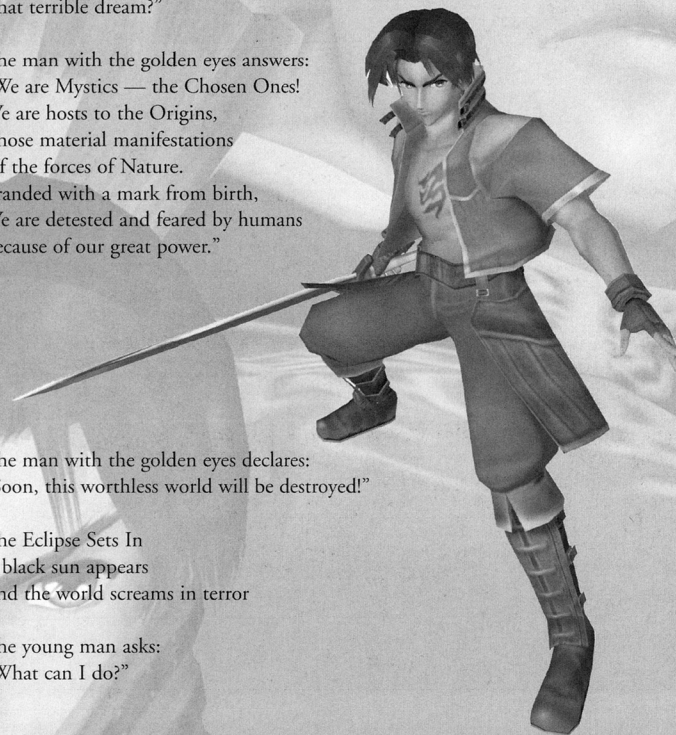 hat terrible dream?”
he man with the golden eyes answers:
We are Mystics — the Chosen Ones!
e are hosts to the Origins,
hose material manifestations
f the forces of Nature.
randed with a mark from birth,
e are detested and feared by humans
ecause of our great power.”
he man with the golden eyes declares:
oon, this worthless world will be destroyed!”
he Eclipse Sets In
black sun appears
nd the world screams in terror
he young man asks:
What can I do?”